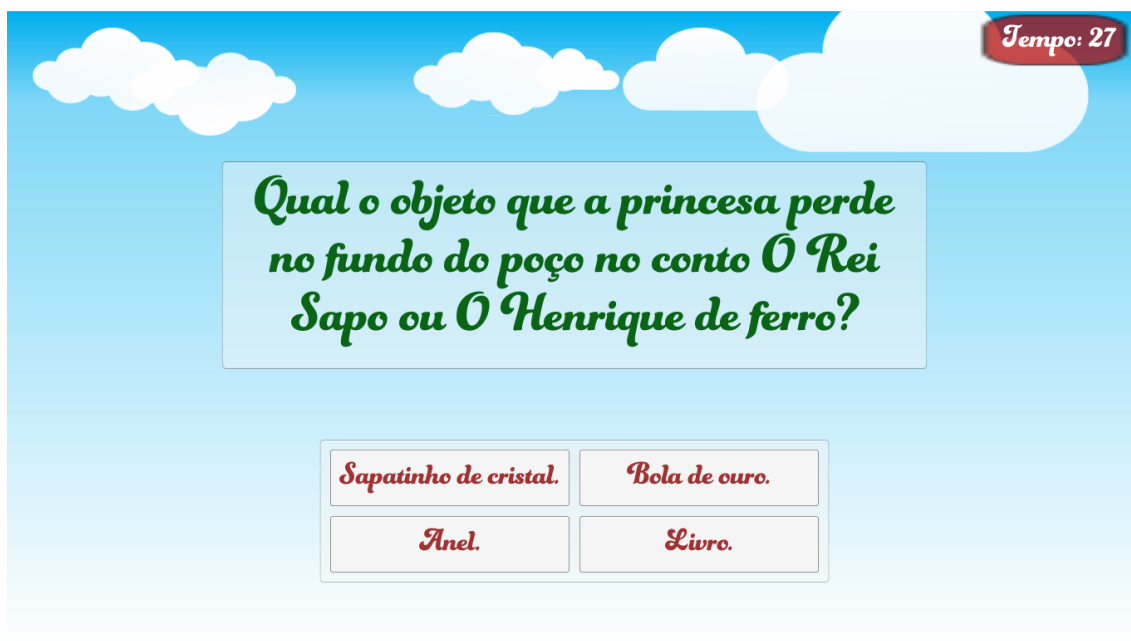 Tempo: 27
Qual o objeto que a princesa perde
no fundo do poço no conto O Rei
Sapo ou O Henrique de ferro?
Sapatinho de cristal.
Bola de ouro.
Anel.
Livro.